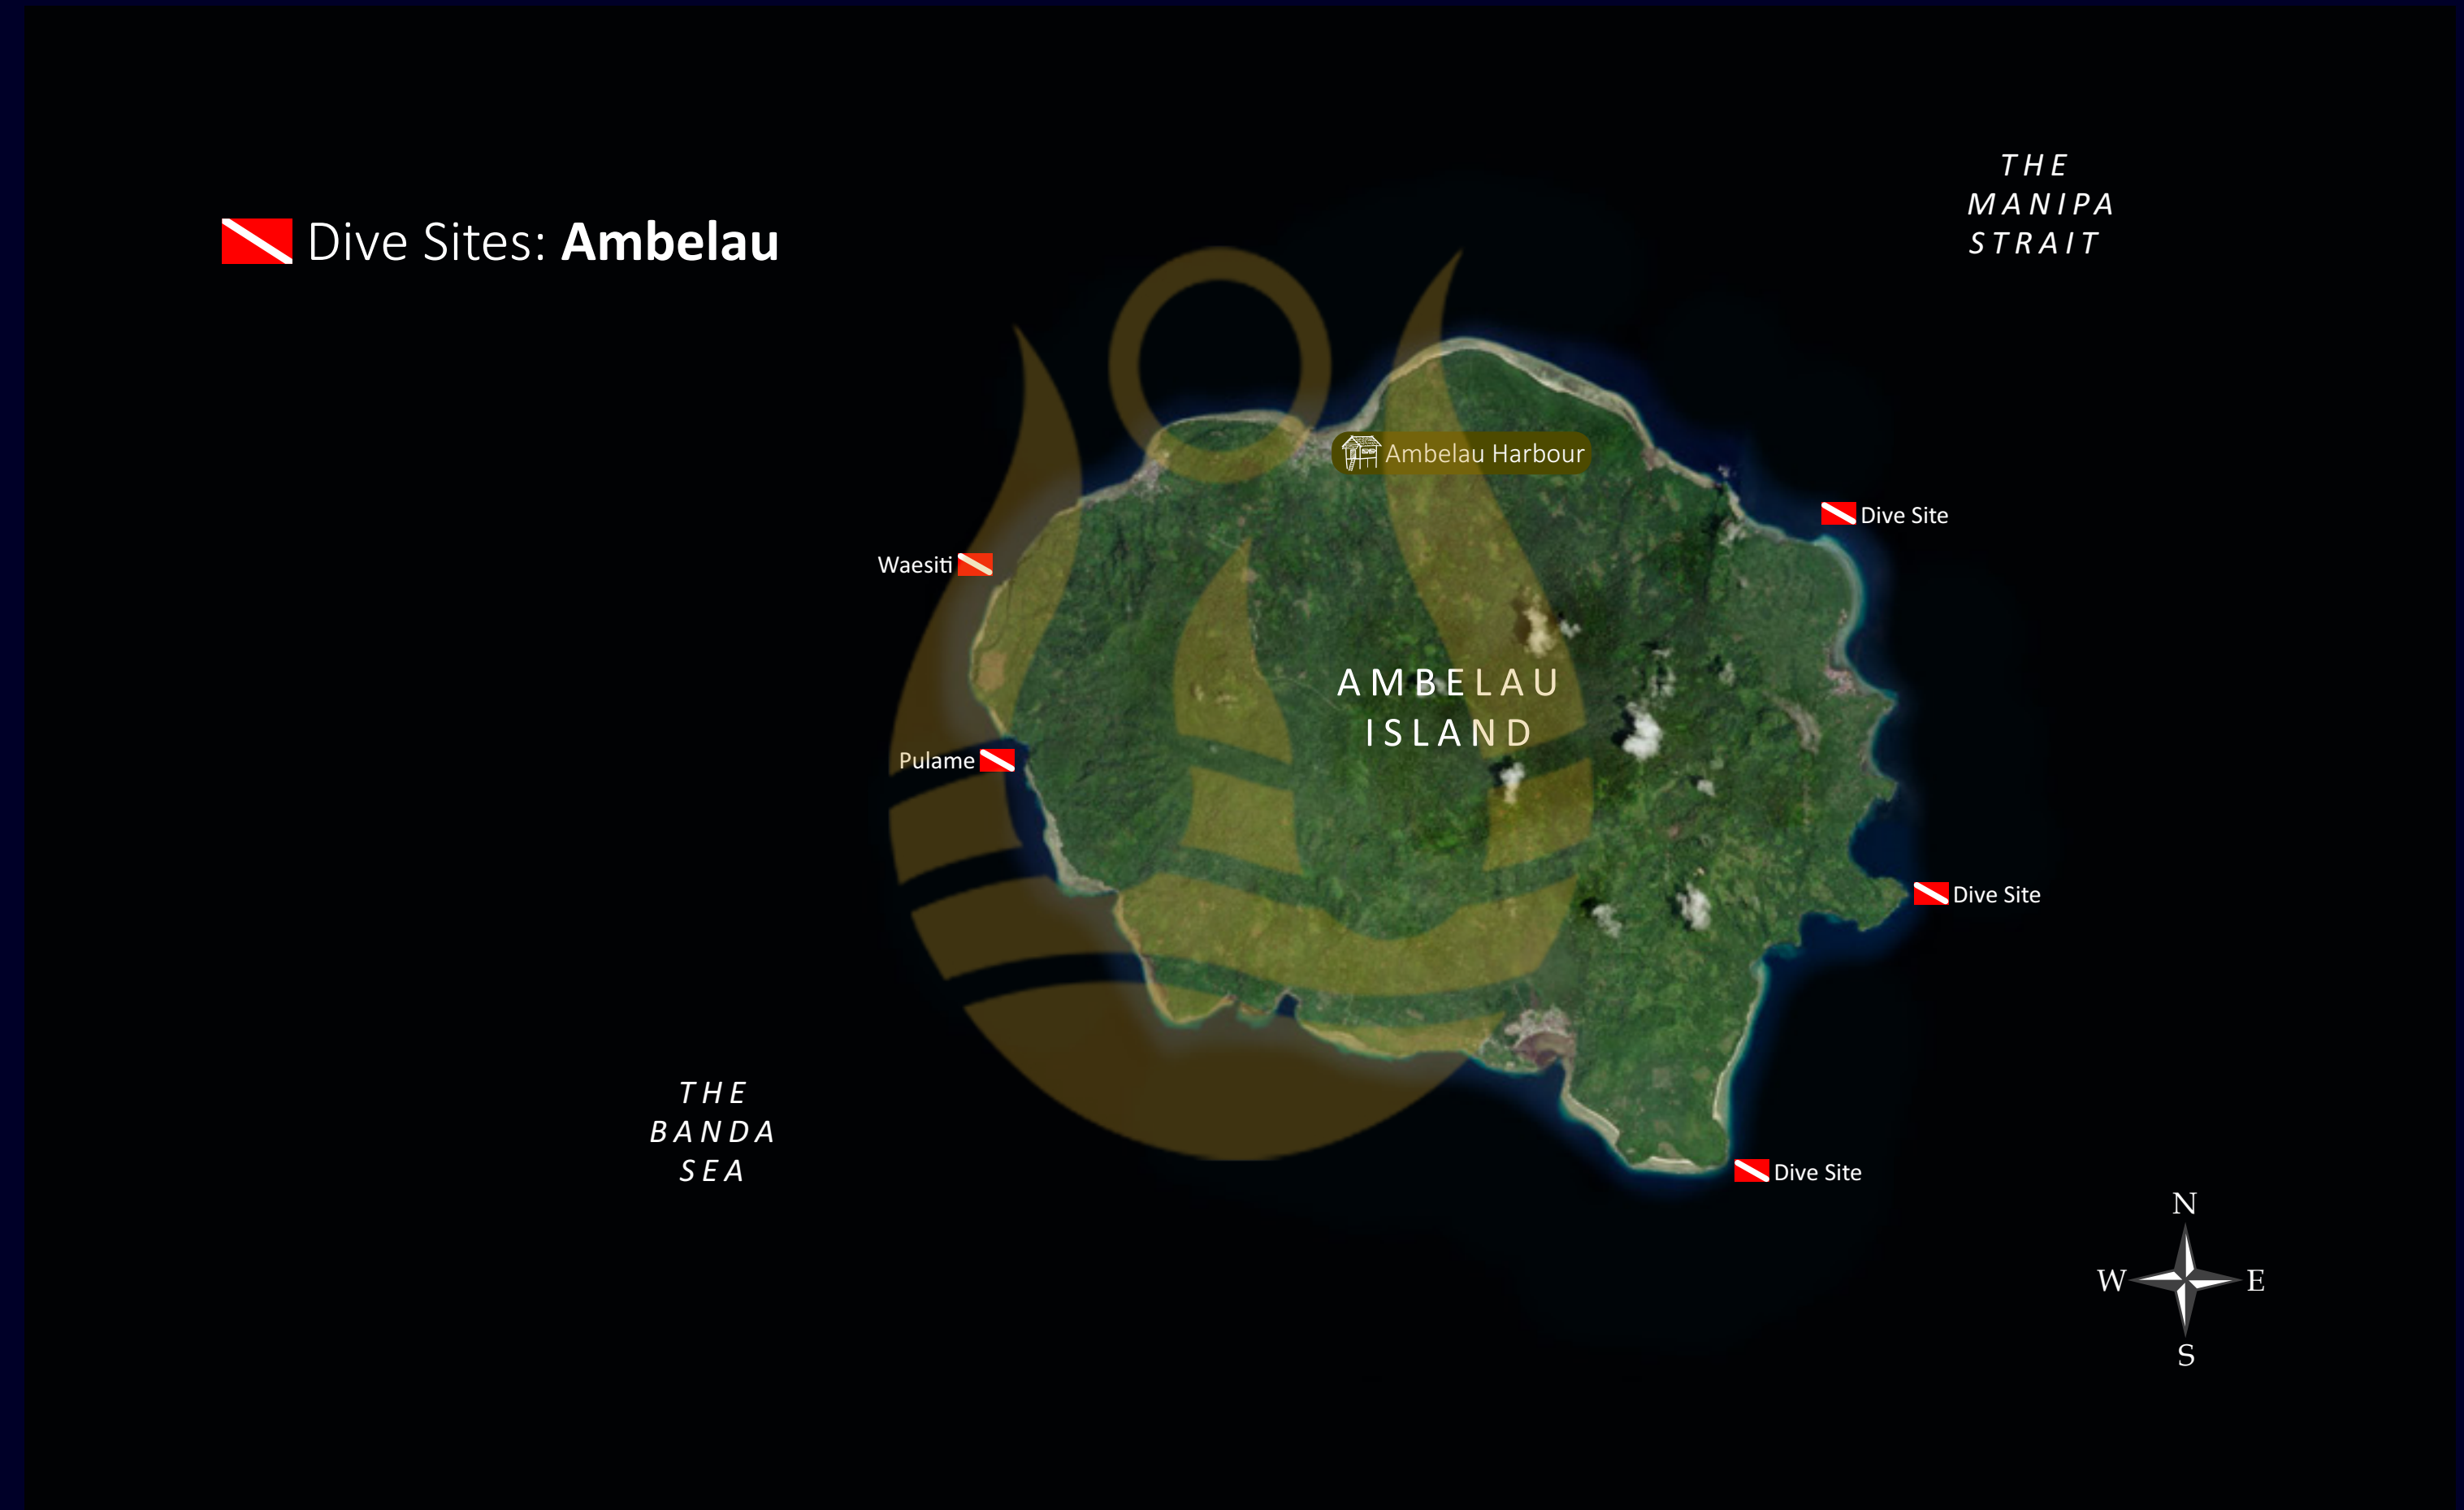 THE
MANIPA
STRAIT
Dive Sites: Ambelau
Ambelau Harbour
Dive Site
Waesiti
AMBELAU
ISLAND
Pulame
Dive Site
THE
BANDA
SEA
Dive Site
N
W E
S